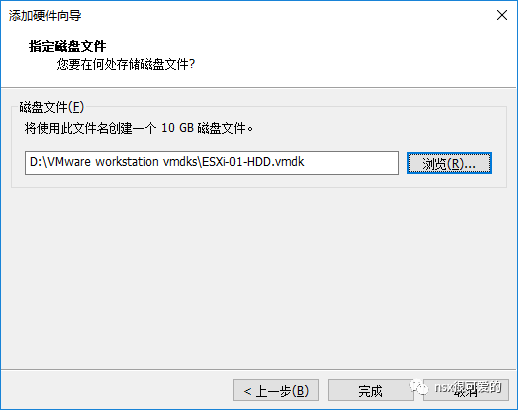 添加硬件向导
指定磁盘文件
您要在何处存储磁盘文件?
磁盘文件(F)
将使用此文件名创建一个 10 GB 磁盘文件。
D:\VMware workstation vmdks\ESXi-01-HDD.vmdk
浏览(R)...
< 上一步(B)
完成
取消
nsx很可爱的